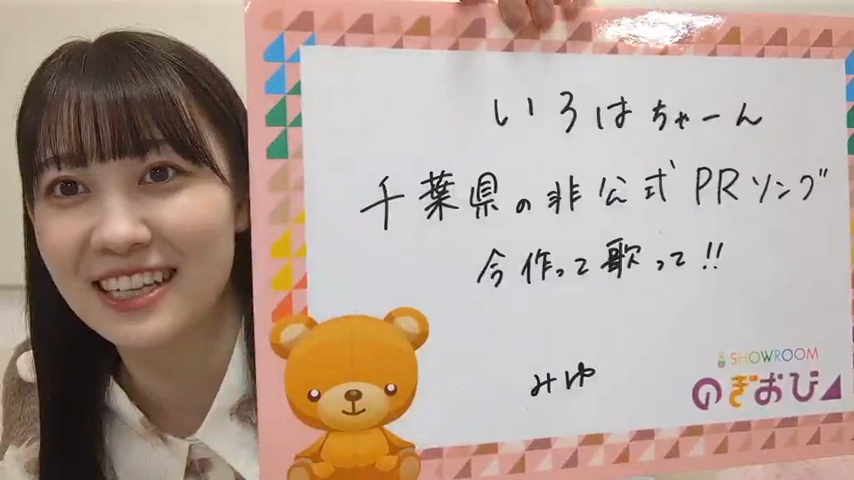 いろはちゃーん
千葉県の非公式PRソング
今作って歌って!!
みゆ
SHOWROOM
のぎおび